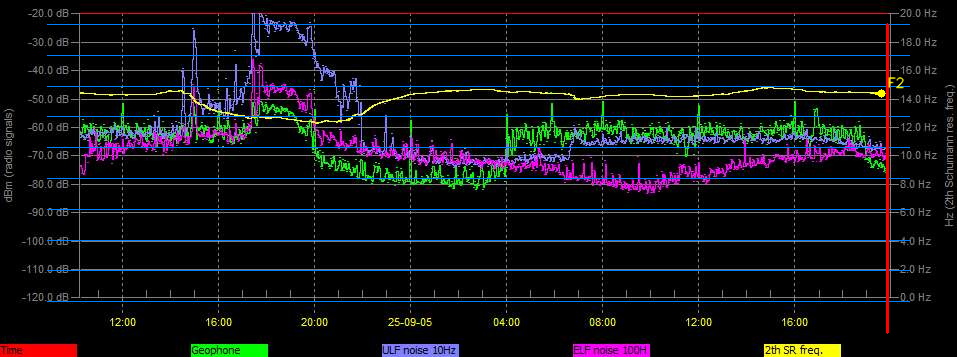 -20.0 dB
20.0 Hz
-30.0 dB
18.0 Hz
-40.0 dB
16.0 Hz
F2
-50.0 dB
14.0 Hz
-60.0 dB
12.0 Hz
-70.0 dB
10.0 Hz
-80.0 dB
8.0 Hz
-90.0 dB
6.0 Hz
-100.0 dB
4.0 Hz
-110.0 dB
2.0 Hz
-120.0 dB
0.0 Hz
dBm (radio signals)
Hz (2th Schumann res. freq.)
12:00 16:00 20:00 25-09-05 04:00 08:00 12:00 16:00
Time Geophone ULF noise 10Hz ELF noise 100H 2th SR freq.